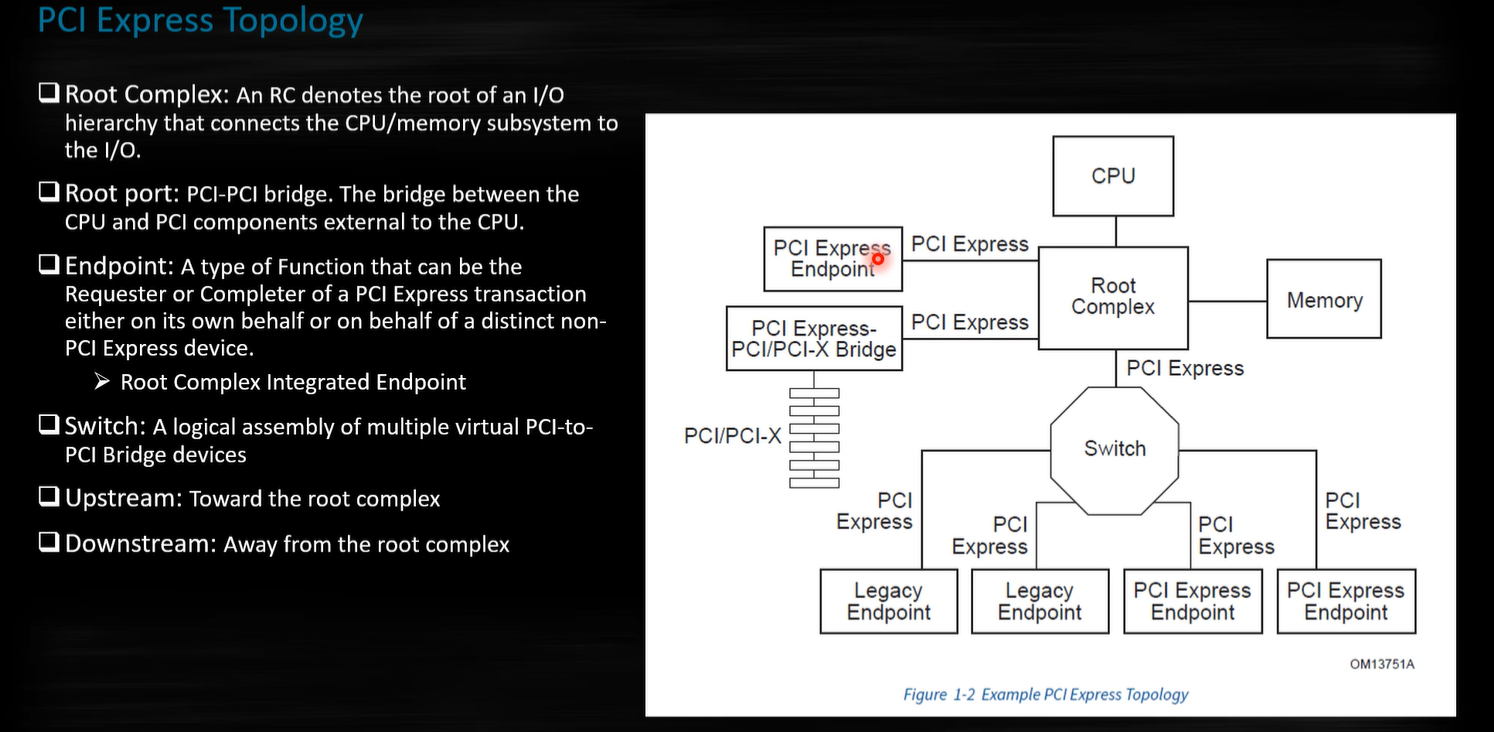 PCI Express Topology
Root Complex: An RC denotes the root of an I/O
hierarchy that connects the CPU/memory subsystem to
the I/O.
Root port: PCI-PCI bridge. The bridge between the
CPU and PCI components external to the CPU.
Endpoint: A type of Function that can be the
Requester or Completer of a PCI Express transaction
either on its own behalf or on behalf of a distinct non-
PCI Express device.
Root Complex Integrated Endpoint
Switch: A logical assembly of multiple virtual PCI-to-
PCI Bridge devices
Upstream: Toward the root complex
Downstream: Away from the root complex
CPU
PCI Express
Endpoint
PCI Express
Root
Complex
Memory
PCI Express-
PCI/PCI-X Bridge
PCI Express
PCI Express
PCI/PCI-X
Switch
PCI
Express
PCI
Express
PCI
Express
PCI
Express
Legacy
Endpoint
Legacy
Endpoint
PCI Express
Endpoint
PCI Express
Endpoint
OM13751A
Figure 1-2 Example PCI Express Topology